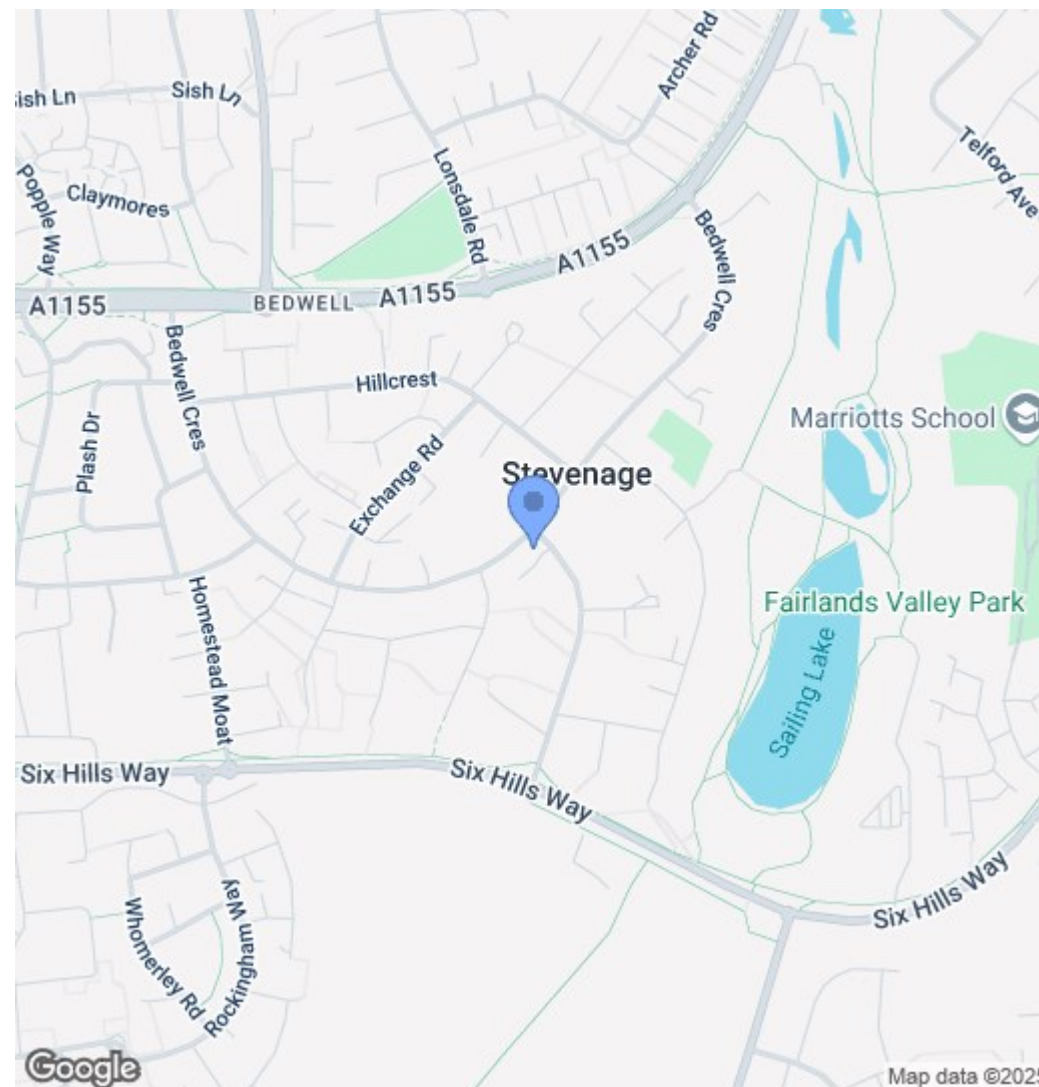 Archer Rd
Sish Ln
Sish Ln
Telford Ave
Lonsdale Rd
Popple Way
Claymores
Bedwell Cres
A1155
A1155
BEDWELL
A1155
Bedwell Cres
Hillcrest
Marriotts School
Plash Dr
Exchange Rd
Stevenage
Homestead Moat
Fairlands Valley Park
Sailing Lake
Six Hills Way
Six Hills Way
Six Hills Way
Whomerley Rd
Rockingham Way
Google
Map data ©2025